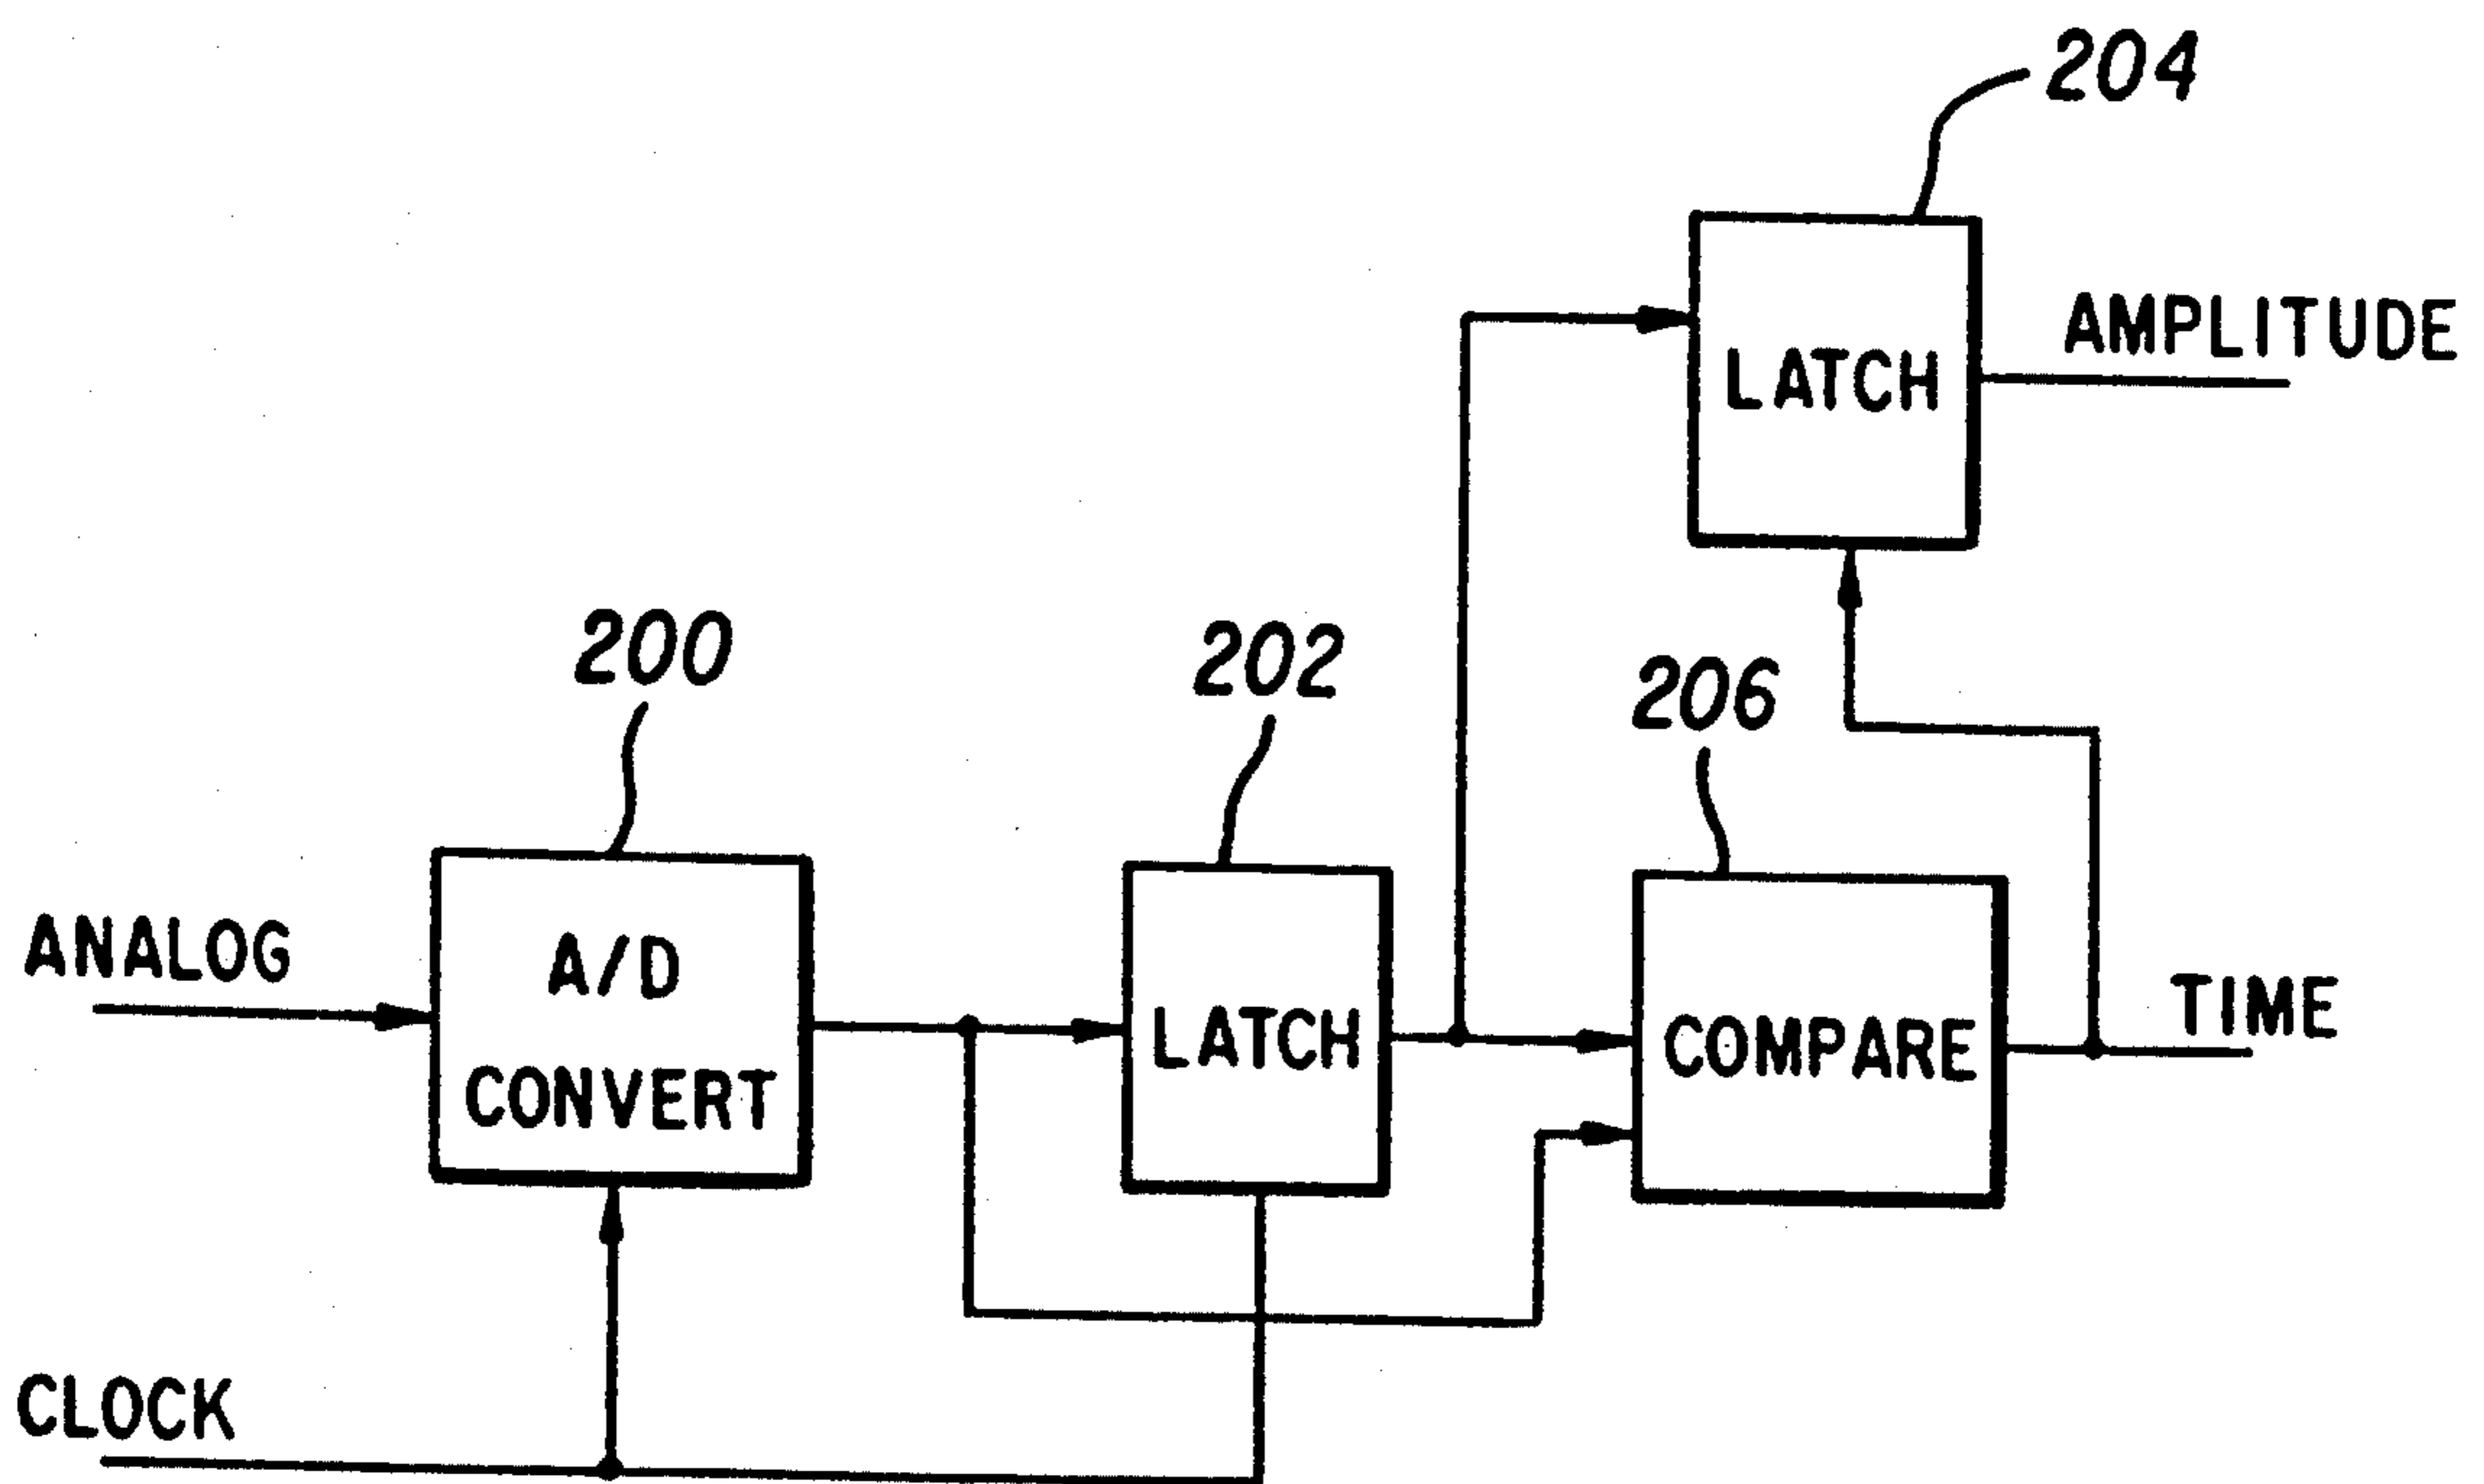 204
AMPLITUDE
LATCH
200
202
206
ANALOG
A/D
CONVERT
LATCH
COMPARE
TIME
CLOCK